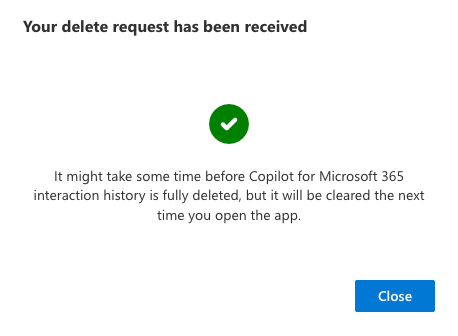 Your delete request has been received
It might take some time before Copilot for Microsoft 365
interaction history is fully deleted, but it will be cleared the next
time you open the app.
Close